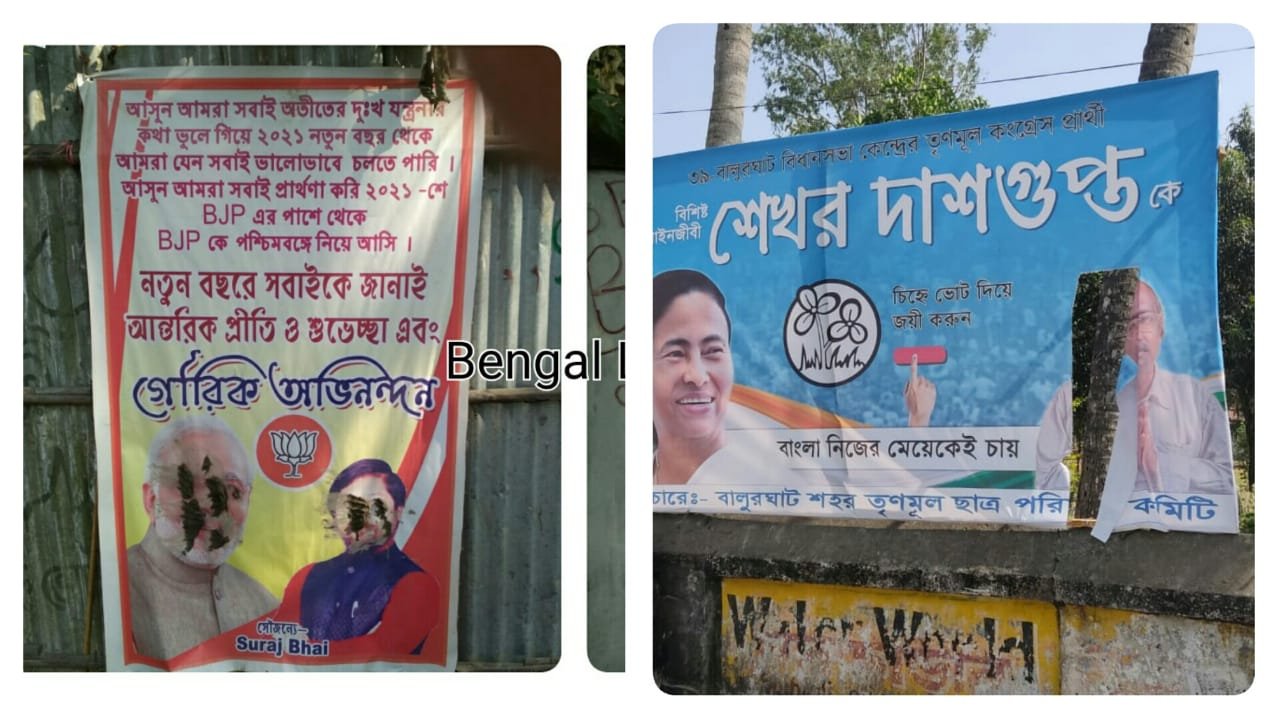 আসুন আমরা সবাই অতীতের দুঃখ যন্ত্রনার
কথা ভুলে গিয়ে ২০২১ নতুন বছর থেকে
আমরা যেন সবাই ভালোভাবে চলতে পারি ।
আসুন আমরা সবাই প্রার্থণা করি ২০২১ -শে
BJP এর পাশে থেকে
BJP কে পশ্চিমবঙ্গে নিয়ে আসি ।
নতুন বছরে সবাইকে জানাই
আন্তরিক প্রীতি ও শুভেচ্ছা এবং
গৌরিক অভিনন্দন
সৌজন্যে—
Suraj Bhai
Bengal
৩৯-বালুরঘাট বিধানসভা কেন্দ্রের তৃণমূল কংগ্রেস প্রার্থী
বিশিষ্ট
শেখর দাশগুপ্ত কে
চিহ্নে ভোট দিয়ে
জয়ী করুন
বাংলা নিজের মেয়েকেই চায়
বালুরঘাট শহর তৃণমূল ছাত্র পরি কমিটি
Water World